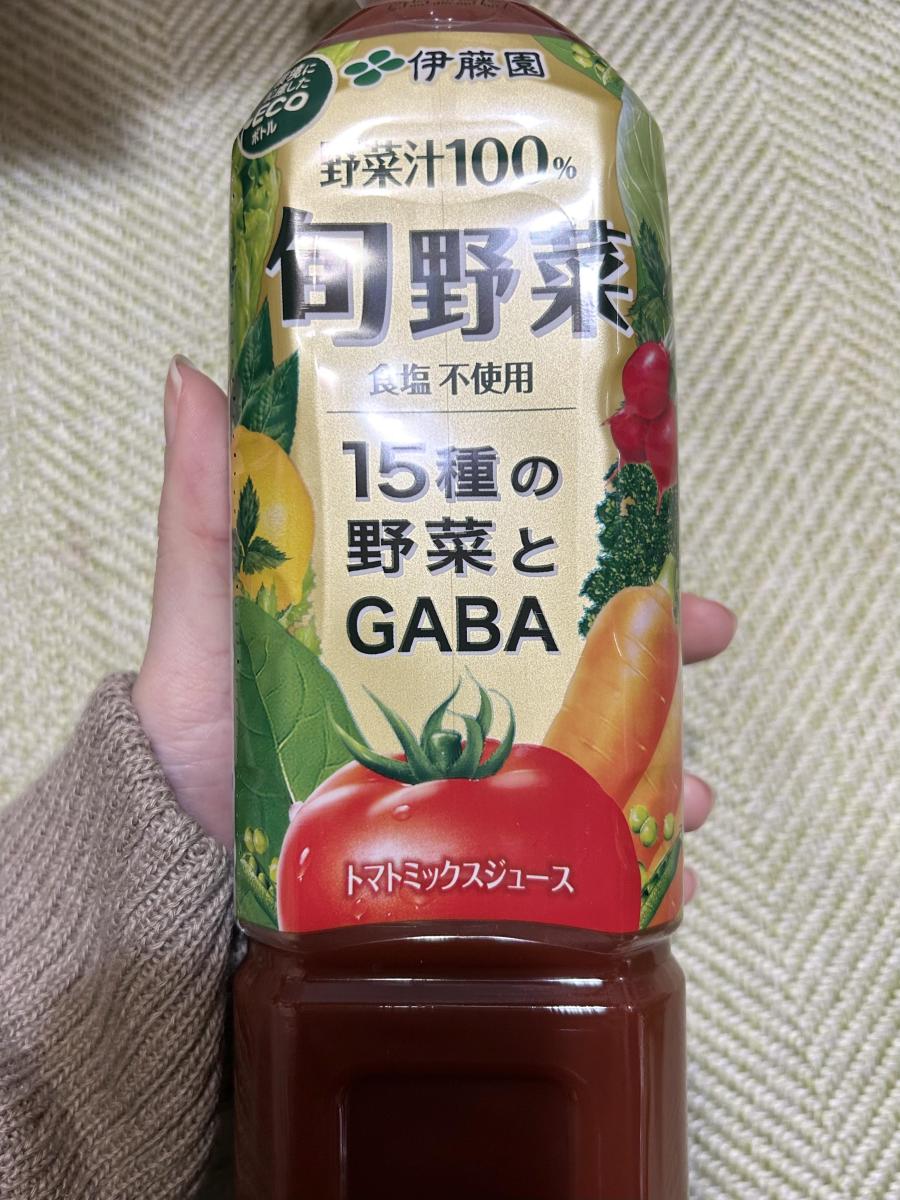 伊藤園
ECO
ボトル
野菜汁100%
旬野菜
食塩 不使用
15種の
野菜と
GABA
トマトミックスジュース